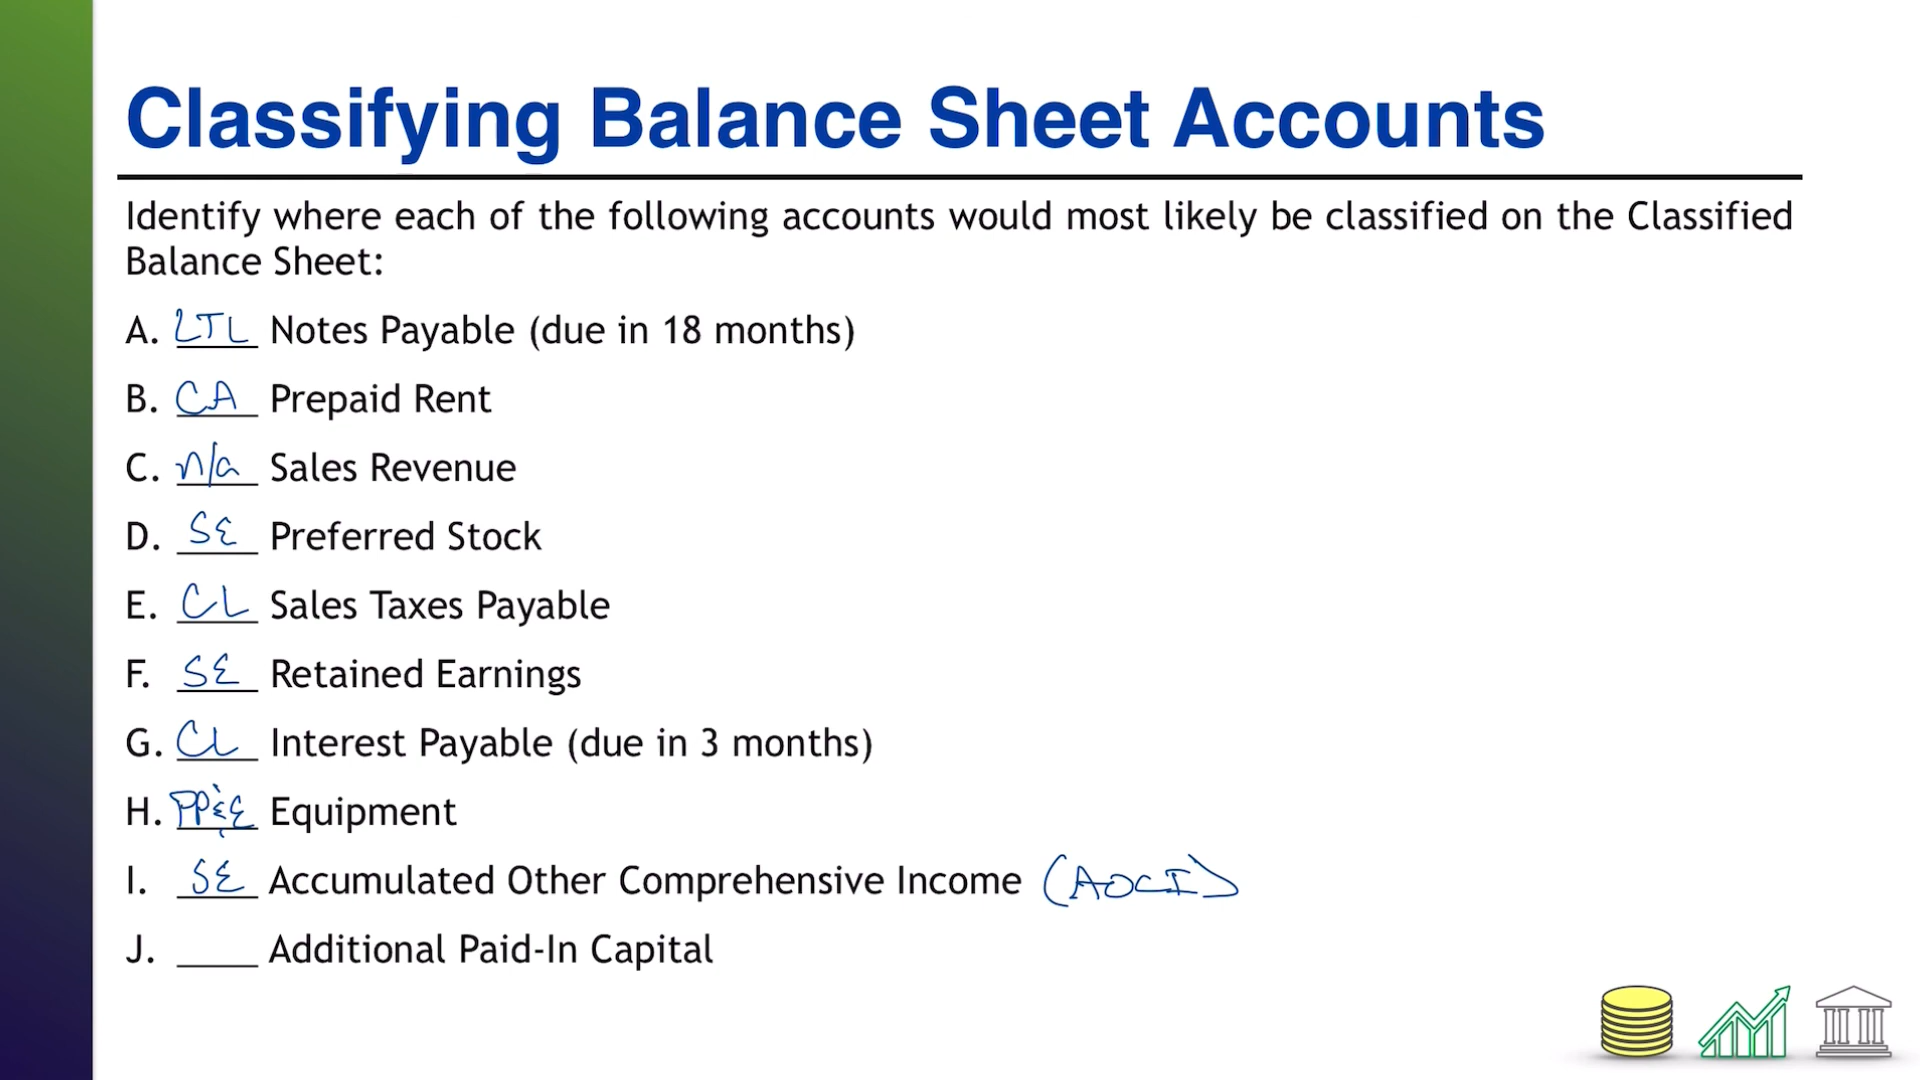 Classifying Balance Sheet Accounts
Identify where each of the following accounts would most likely be classified on the Classified
Balance Sheet:
A. LTL Notes Payable (due in 18 months)
B. CA Prepaid Rent
C. n/a Sales Revenue
D. SE Preferred Stock
E. CL Sales Taxes Payable
F. SE Retained Earnings
G. CL Interest Payable (due in 3 months)
H. PP&E Equipment
I. SE Accumulated Other Comprehensive Income (AOCI)
J. ____ Additional Paid-In Capital